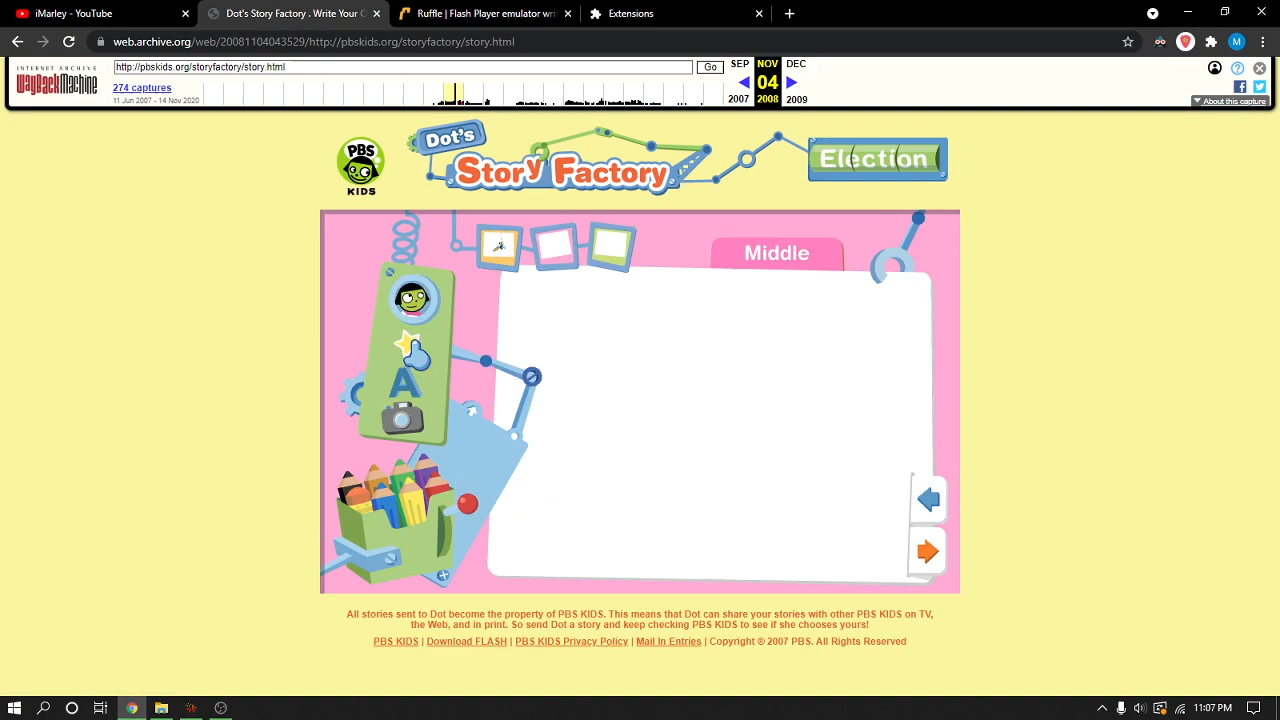 iMarley - YouTube
Dot's Story Factory . Write Your O
Ruffle | Flash Player emulator wri
Extensions
web.archive.org/web/20081104043529/http://pbskids.org/storyfactory/story.html
M
INTERNET ARCHIVE
WayBackMachine
http://pbskids.org/storyfactory/story.html
Go
274 captures
11 Jun 2007 - 14 Nov 2020
SEP NOV DEC
04
2007 2008 2009
About this capture
PBS
KIDS
Dot's
Story Factory
Election
Middle
A
All stories sent to Dot become the property of PBS KIDS. This means that Dot can share your stories with other PBS KIDS on TV,
the Web, and in print. So send Dot a story and keep checking PBS KIDS to see if she chooses yours!
PBS KIDS | Download FLASH | PBS KIDS Privacy Policy | Mail In Entries | Copyright © 2007 PBS. All Rights Reserved
11:07 PM